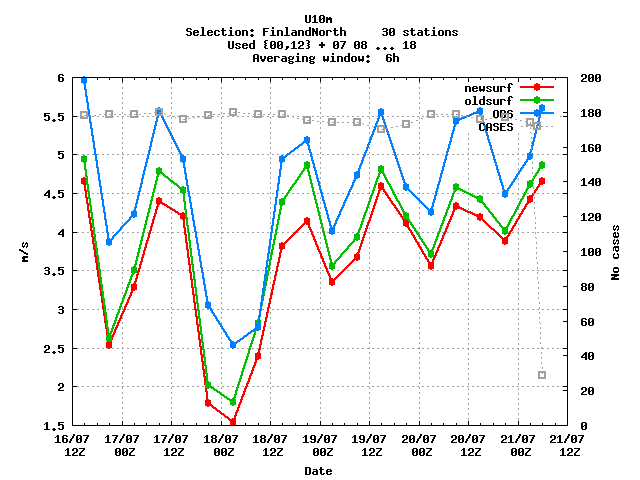 U10m
Selection: FinlandNorth     30 stations
Used {00,12} + 07 08 ... 18
Averaging window:  6h
newsurf
oldsurf
OBS
CASES
6
5.5
5
4.5
4
3.5
3
2.5
2
1.5
m/s
200
180
160
140
120
100
80
60
40
20
0
No cases
16/07 17/07 17/07 18/07 18/07 19/07 19/07 20/07 20/07 21/07 21/07
12Z 00Z 12Z 00Z 12Z 00Z 12Z 00Z 12Z 00Z 12Z
Date